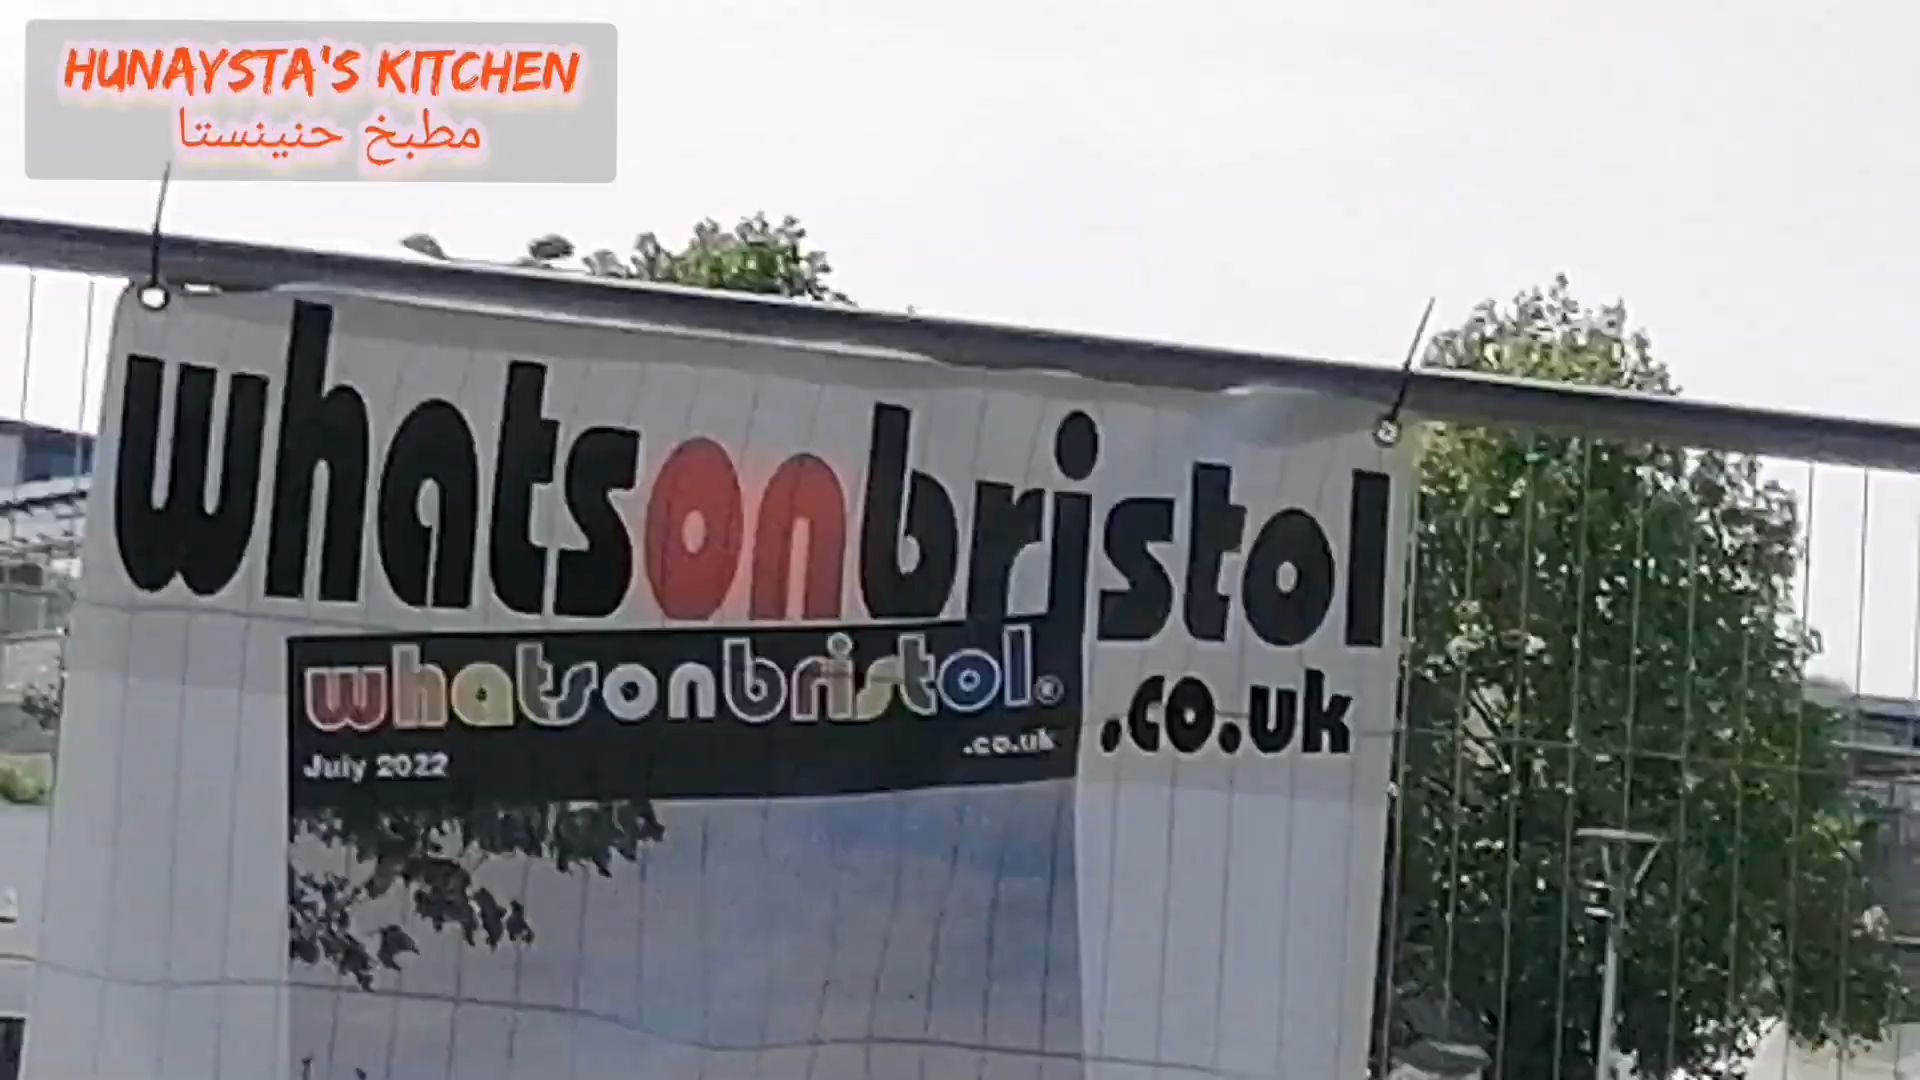 HUNAYSTA'S KITCHEN
مطبخ حنينستا
whatsonbristol
.co.uk
whatsonbristol®
.co.uk
July 2022